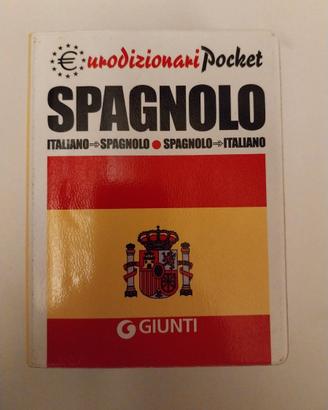 €urodizionari Pocket
SPAGNOLO
ITALIANO⇨SPAGNOLO ● SPAGNOLO⇨ITALIANO
GIUNTI